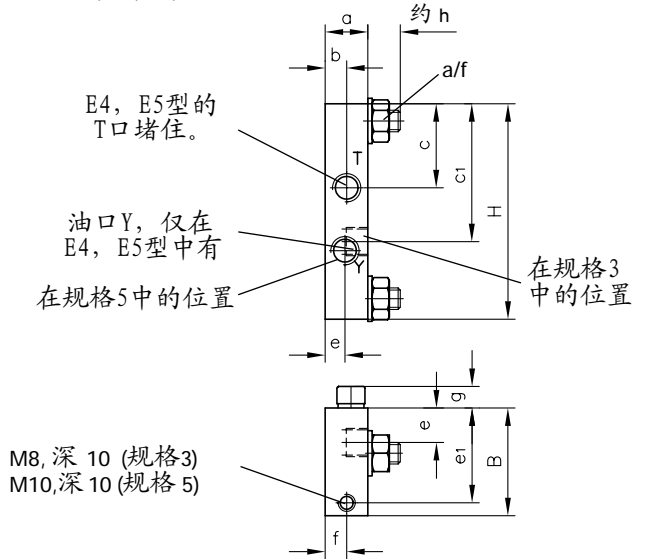 a
约 h
b
a/f
E4, E5型的
T口堵住。
T
c
c1
H
油口Y, 仅在
E4, E5型中有
Y
在规格5中的位置
在规格3
中的位置
e
g
e
e1
B
M8, 深 10 (规格3)
M10,深 10 (规格 5)
f